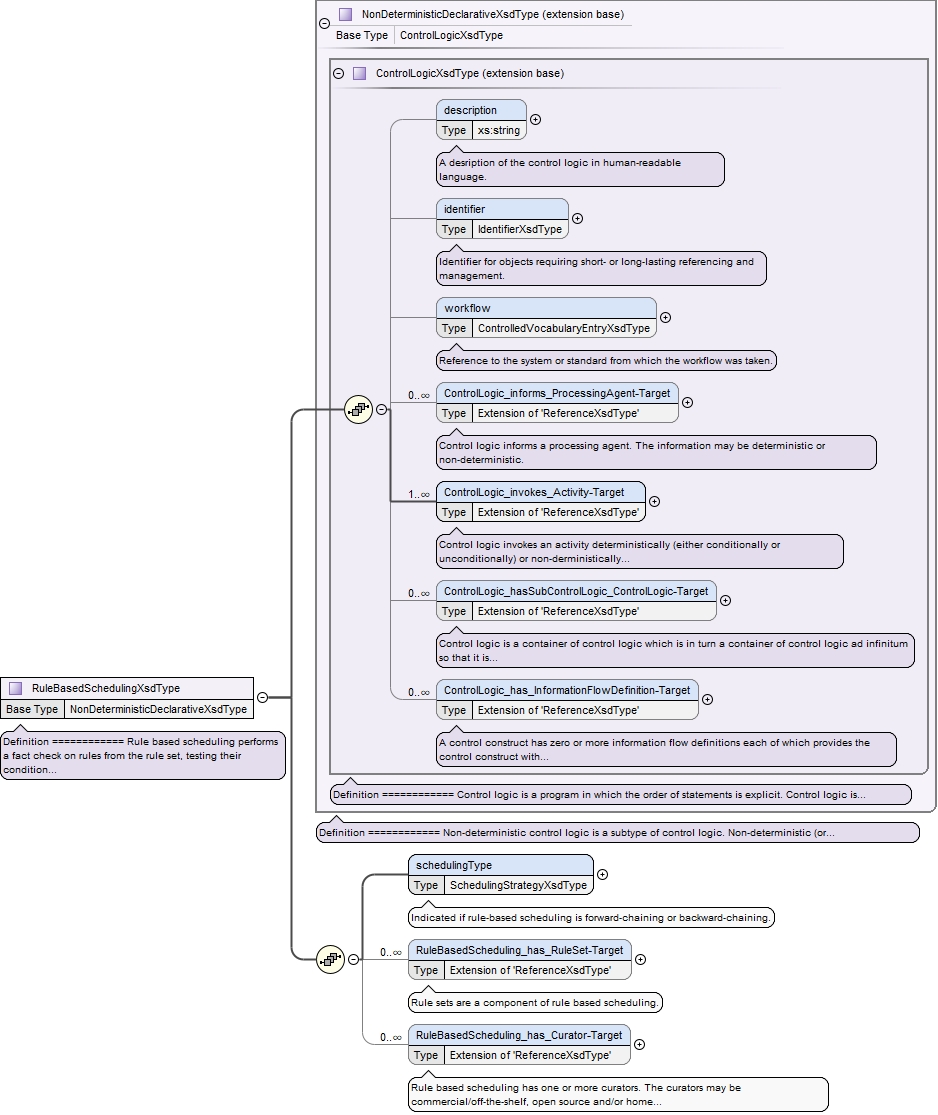 NonDeterministicDeclarativeXsdType (extension base)
Base Type ControlLogicXsdType
ControlLogicXsdType (extension base)
description
Type xs:string
A desription of the control logic in human-readable
language.
identifier
Type IdentifierXsdType
Identifier for objects requiring short- or long-lasting referencing and
management.
workflow
Type ControlledVocabularyEntryXsdType
Reference to the system or standard from which the workflow was taken.
0..∞ ControlLogic_informs_ProcessingAgent-Target
Type Extension of 'ReferenceXsdType'
Control logic informs a processing agent. The information may be deterministic or
non-deterministic.
1..∞ ControlLogic_invokes_Activity-Target
Type Extension of 'ReferenceXsdType'
Control logic invokes an activity deterministically (either conditionally or
unconditionally) or non-derministically...
0..∞ ControlLogic_hasSubControlLogic_ControlLogic-Target
Type Extension of 'ReferenceXsdType'
Control logic is a container of control logic which is in turn a container of control logic ad infinitum
so that it is...
0..∞ ControlLogic_has_InformationFlowDefinition-Target
Type Extension of 'ReferenceXsdType'
A control construct has zero or more information flow definitions each of which provides the
control construct with...
Definition ============ Control logic is a program in which the order of statements is explicit. Control logic is...
Definition ============ Non-deterministic control logic is a subtype of control logic. Non-deterministic (or...
RuleBasedSchedulingXsdType
Base Type NonDeterministicDeclarativeXsdType
Definition ============ Rule based scheduling performs
a fact check on rules from the rule set, testing their
condition...
schedulingType
Type SchedulingStrategyXsdType
Indicated if rule-based scheduling is forward-chaining or backward-chaining.
0..∞ RuleBasedScheduling_has_RuleSet-Target
Type Extension of 'ReferenceXsdType'
Rule sets are a component of rule based scheduling.
0..∞ RuleBasedScheduling_has_Curator-Target
Type Extension of 'ReferenceXsdType'
Rule based scheduling has one or more curators. The curators may be
commercial/off-the-shelf, open source and/or home...